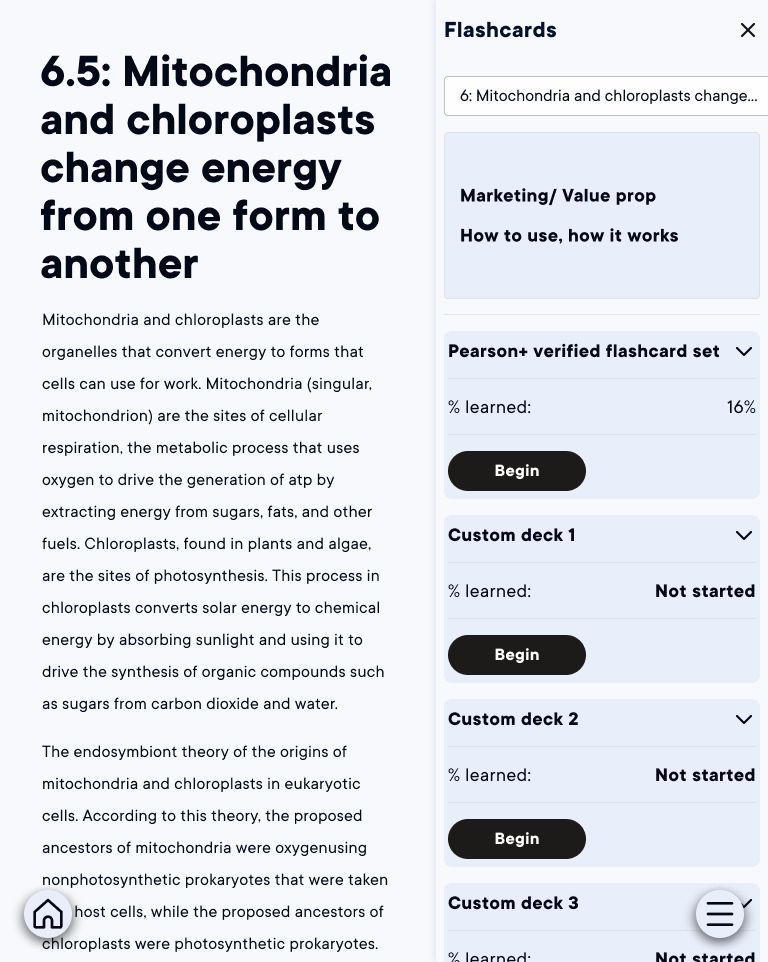 6.5: Mitochondria
and chloroplasts
change energy
from one form to
another
Mitochondria and chloroplasts are the
organelles that convert energy to forms that
cells can use for work. Mitochondria (singular,
mitochondrion) are the sites of cellular
respiration, the metabolic process that uses
oxygen to drive the generation of atp by
extracting energy from sugars, fats, and other
fuels. Chloroplasts, found in plants and algae,
are the sites of photosynthesis. This process in
chloroplasts converts solar energy to chemical
energy by absorbing sunlight and using it to
drive the synthesis of organic compounds such
as sugars from carbon dioxide and water.
The endosymbiont theory of the origins of
mitochondria and chloroplasts in eukaryotic
cells. According to this theory, the proposed
ancestors of mitochondria were oxygenusing
nonphotosynthetic prokaryotes that were taken
host cells, while the proposed ancestors of
chloroplasts were photosynthetic prokaryotes.
Flashcards
6: Mitochondria and chloroplasts change...
Marketing/ Value prop
How to use, how it works
Pearson+ verified flashcard set
% learned: 16%
Begin
Custom deck 1
% learned: Not started
Begin
Custom deck 2
% learned: Not started
Begin
Custom deck 3
% learned: Not started